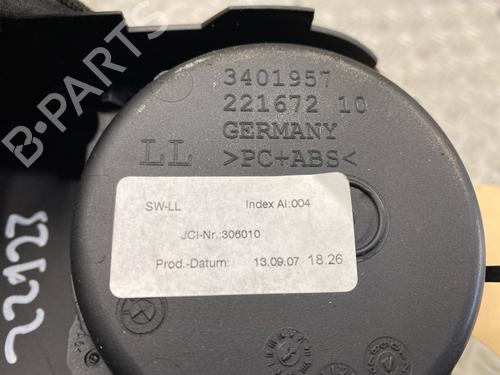 3401957
221672 10
GERMANY
LL >PC+ABS<
SW-LL Index AI:004
JCI-Nr.:306010
Prod.-Datum: 13.09.07 18:26
22123
B-Parts